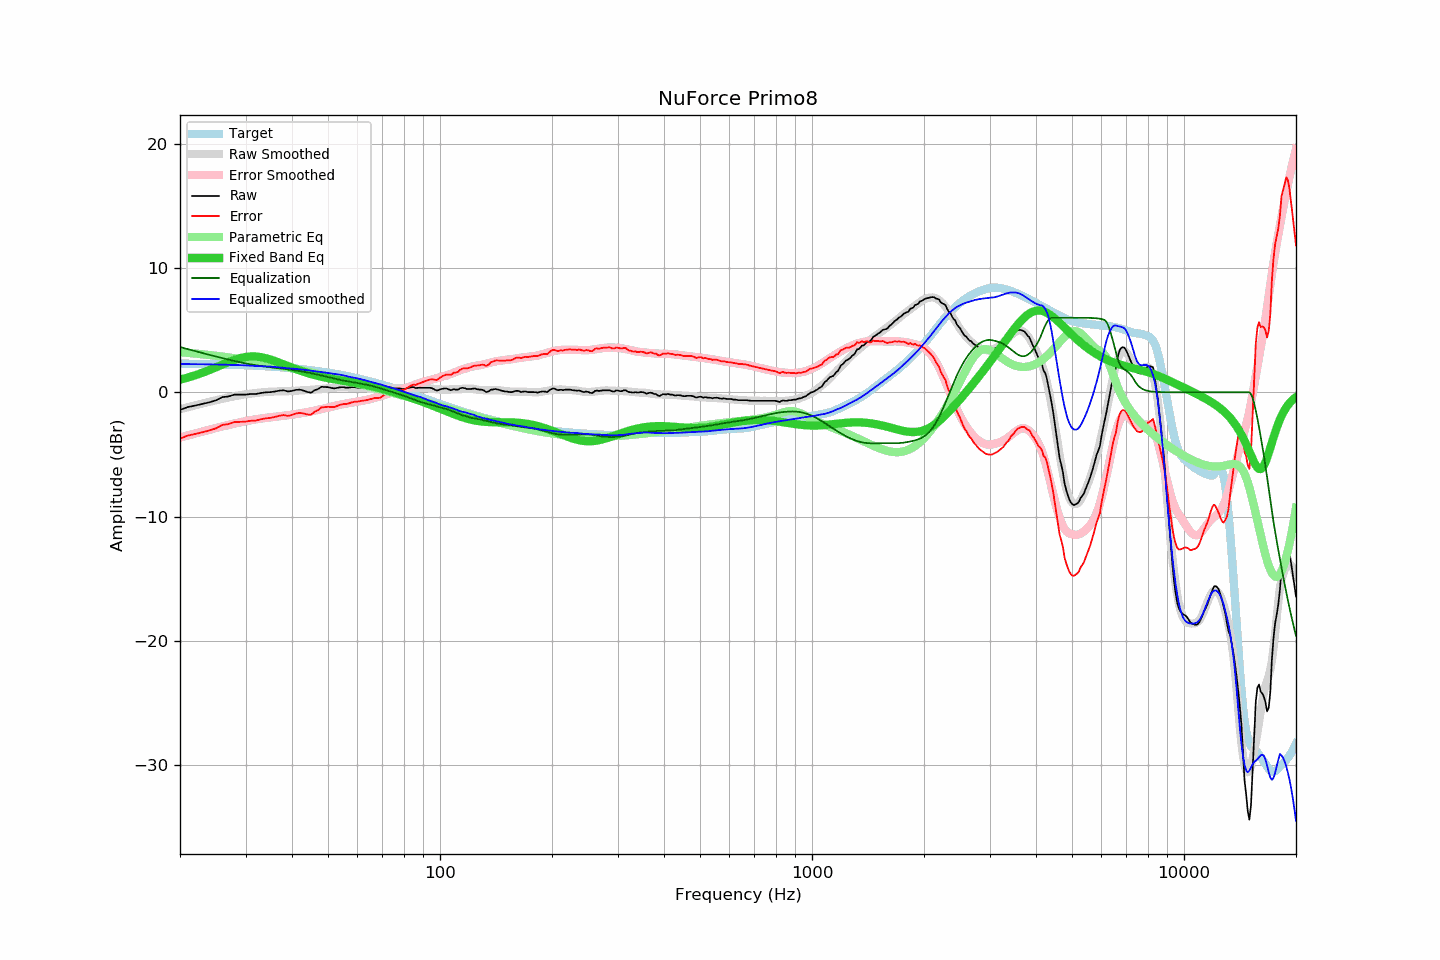 NuForce Primo8
Target
Raw Smoothed
Error Smoothed
Raw
Error
Parametric Eq
Fixed Band Eq
Equalization
Equalized smoothed
Amplitude (dBr)
20
10
0
−10
−20
−30
100
1000
10000
Frequency (Hz)